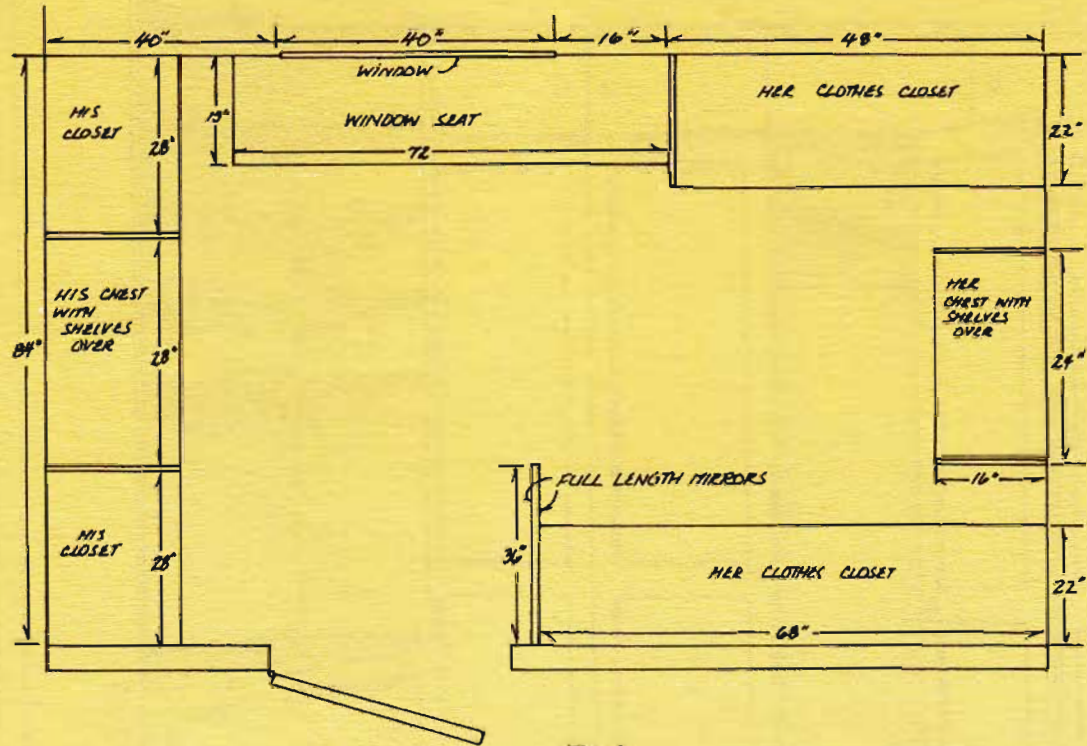 40"
40"
16"
48"
WINDOW
HIS
CLOSET
28"
19"
WINDOW SEAT
72
HER CLOTHES CLOSET
22"
84"
HIS CHEST
WITH
SHELVES
OVER
28"
HER
CHEST WITH
SHELVES
OVER
24"
16"
HIS
CLOSET
28"
36"
FULL LENGTH MIRRORS
HER CLOTHES CLOSET
22"
68"